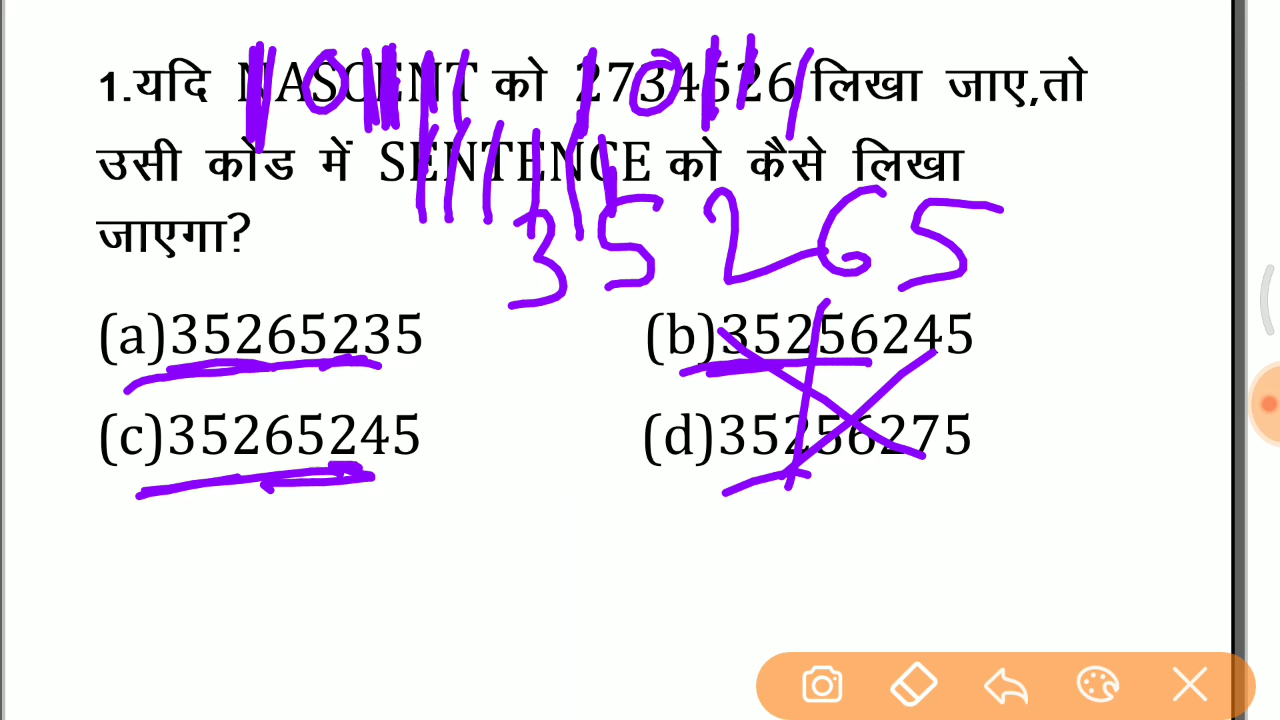 1.यदि NASCENT को 2734526 लिखा जाए,तो
उसी कोड में SENTENCE को कैसे लिखा
35265
जाएगा?
(a)35265235 (b)35256245
(c)35265245 (d)35256275